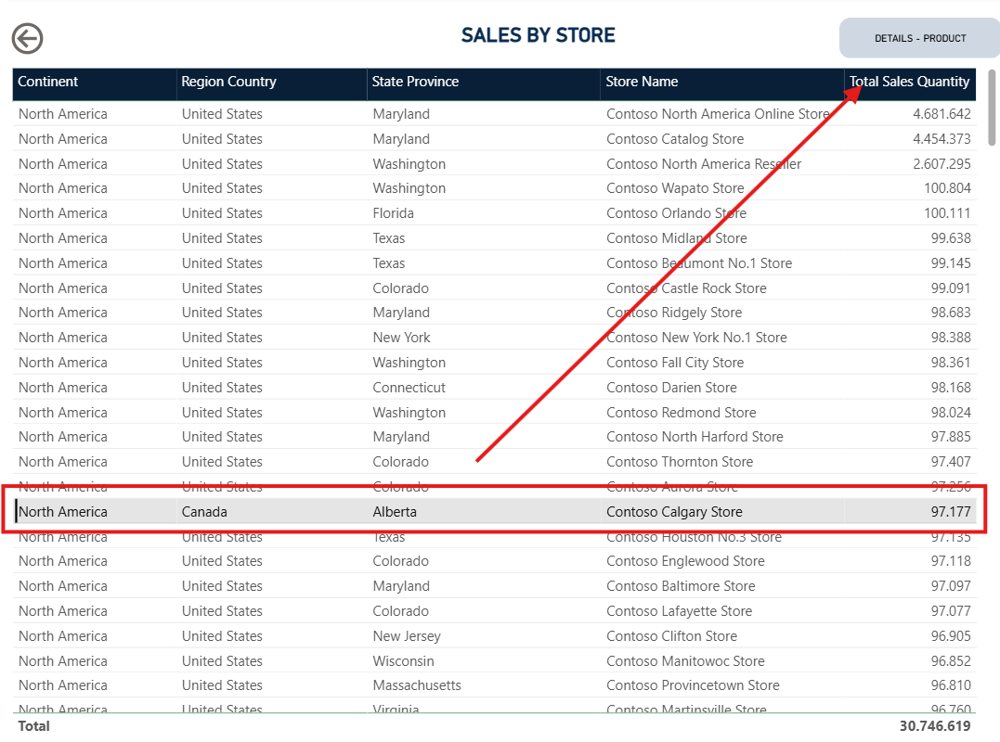 SALES BY STORE
DETAILS - PRODUCT
Continent Region Country State Province Store Name Total Sales Quantity
North America United States Maryland Contoso North America Online Store 4.681.642
North America United States Maryland Contoso Catalog Store 4.454.373
North America United States Washington Contoso North America Reseller 2.607.295
North America United States Washington Contoso Wapato Store 100.804
North America United States Florida Contoso Orlando Store 100.111
North America United States Texas Contoso Midland Store 99.638
North America United States Texas Contoso Beaumont No.1 Store 99.145
North America United States Colorado Contoso Castle Rock Store 99.091
North America United States Maryland Contoso Ridgely Store 98.683
North America United States New York Contoso New York No.1 Store 98.388
North America United States Washington Contoso Fall City Store 98.361
North America United States Connecticut Contoso Darien Store 98.168
North America United States Washington Contoso Redmond Store 98.024
North America United States Maryland Contoso North Harford Store 97.885
North America United States Colorado Contoso Thornton Store 97.407
North America United States Colorado Contoso Aurora Store 97.256
North America Canada Alberta Contoso Calgary Store 97.177
North America United States Texas Contoso Houston No.3 Store 97.135
North America United States Colorado Contoso Englewood Store 97.118
North America United States Maryland Contoso Baltimore Store 97.097
North America United States Colorado Contoso Lafayette Store 97.077
North America United States New Jersey Contoso Clifton Store 96.905
North America United States Wisconsin Contoso Manitowoc Store 96.852
North America United States Massachusetts Contoso Provincetown Store 96.810
North America United States Virginia Contoso Martinsville Store 96.760
Total 30.746.619